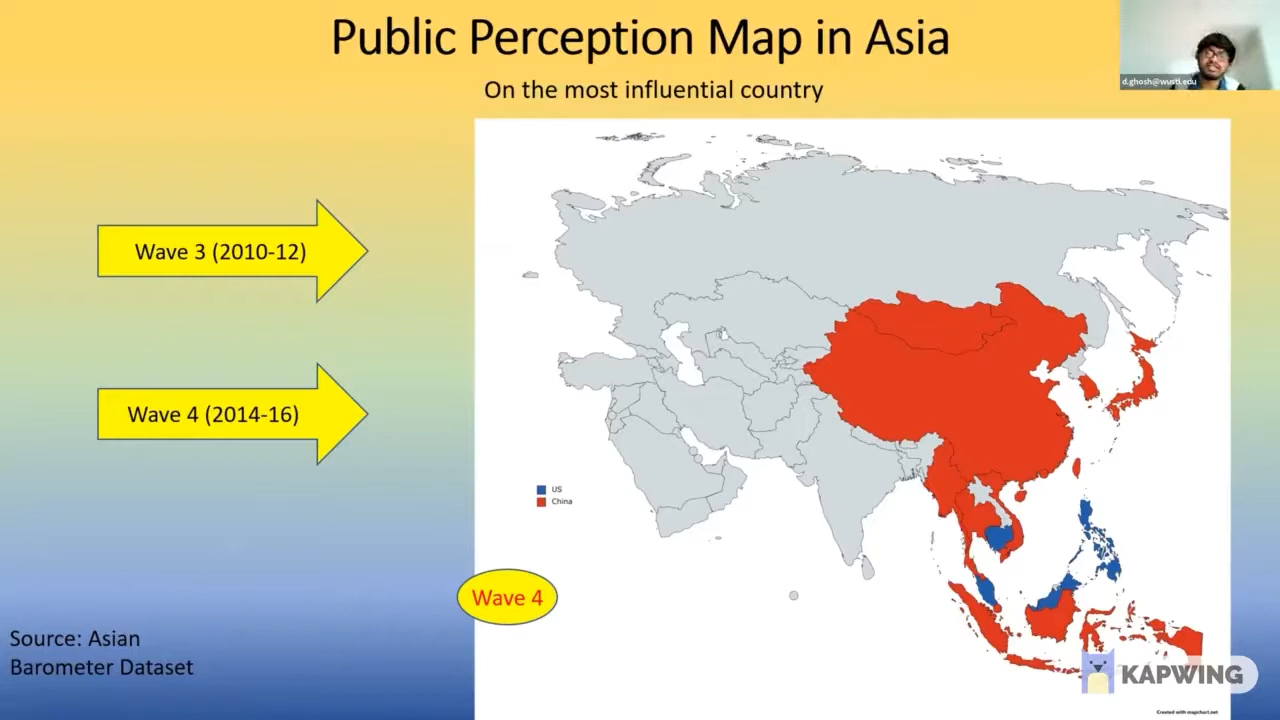 Public Perception Map in Asia
On the most influential country
d.ghosh@wustl.edu
Wave 3 (2010-12)
Wave 4 (2014-16)
US
China
Wave 4
Source: Asian
Barometer Dataset
KAPWING
Created with mapchart.net